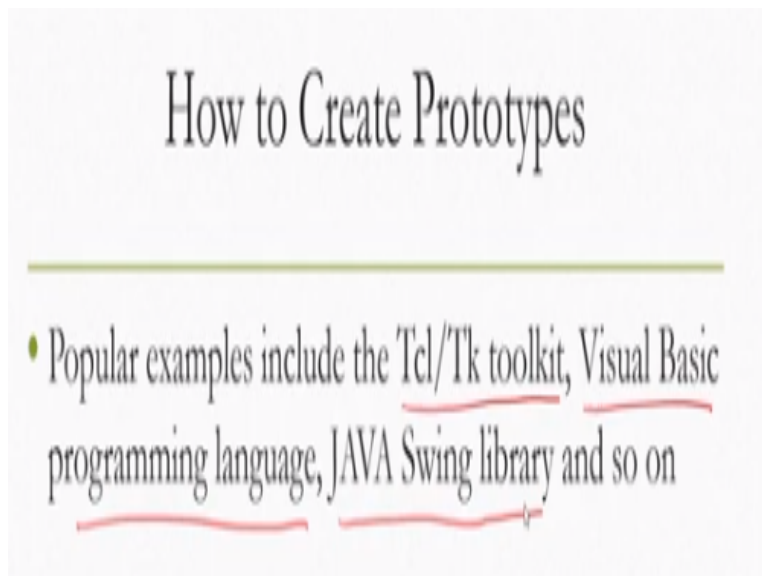 How to Create Prototypes
• Popular examples include the Tcl/Tk toolkit, Visual Basic
programming language, JAVA Swing library and so on